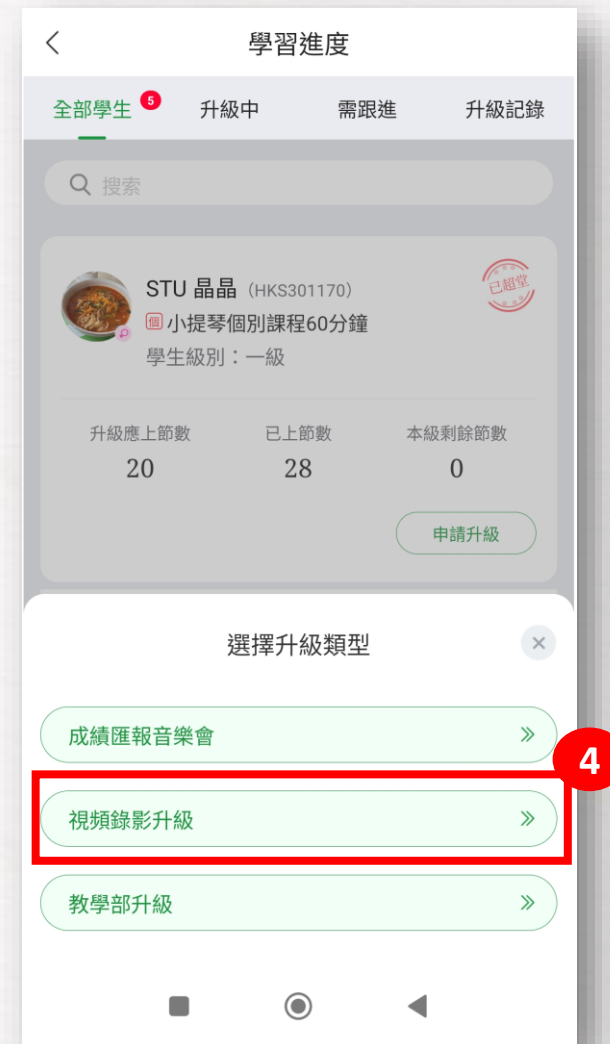 學習進度
全部學生 5 升級中 需跟進 升級記錄
搜索
STU 晶晶（HKS301170）
已超堂
個 小提琴個別課程60分鐘
學生級別：一級
升級應上節數 已上節數 本級剩餘節數
20 28 0
申請升級
選擇升級類型
成績匯報音樂會
4
視頻錄影升級
教學部升級